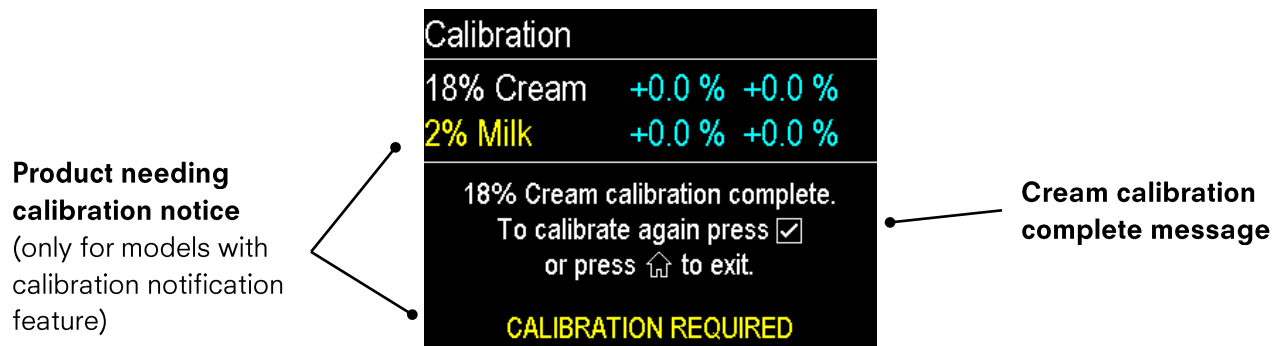 Calibration
18% Cream +0.0 % +0.0 %
2% Milk +0.0 % +0.0 %
18% Cream calibration complete.
To calibrate again press
or press to exit.
CALIBRATION REQUIRED
Product needing
calibration notice
(only for models with
calibration notification
feature)
Cream calibration
complete message